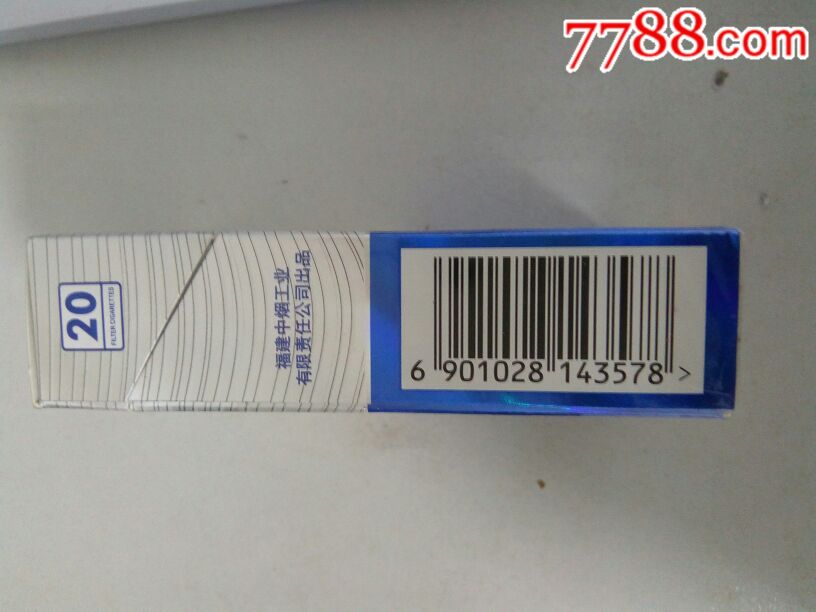 7788.com
20
FILTER CIGARETTES
福建中烟工业
有限责任公司出品
6 901028 143578 >